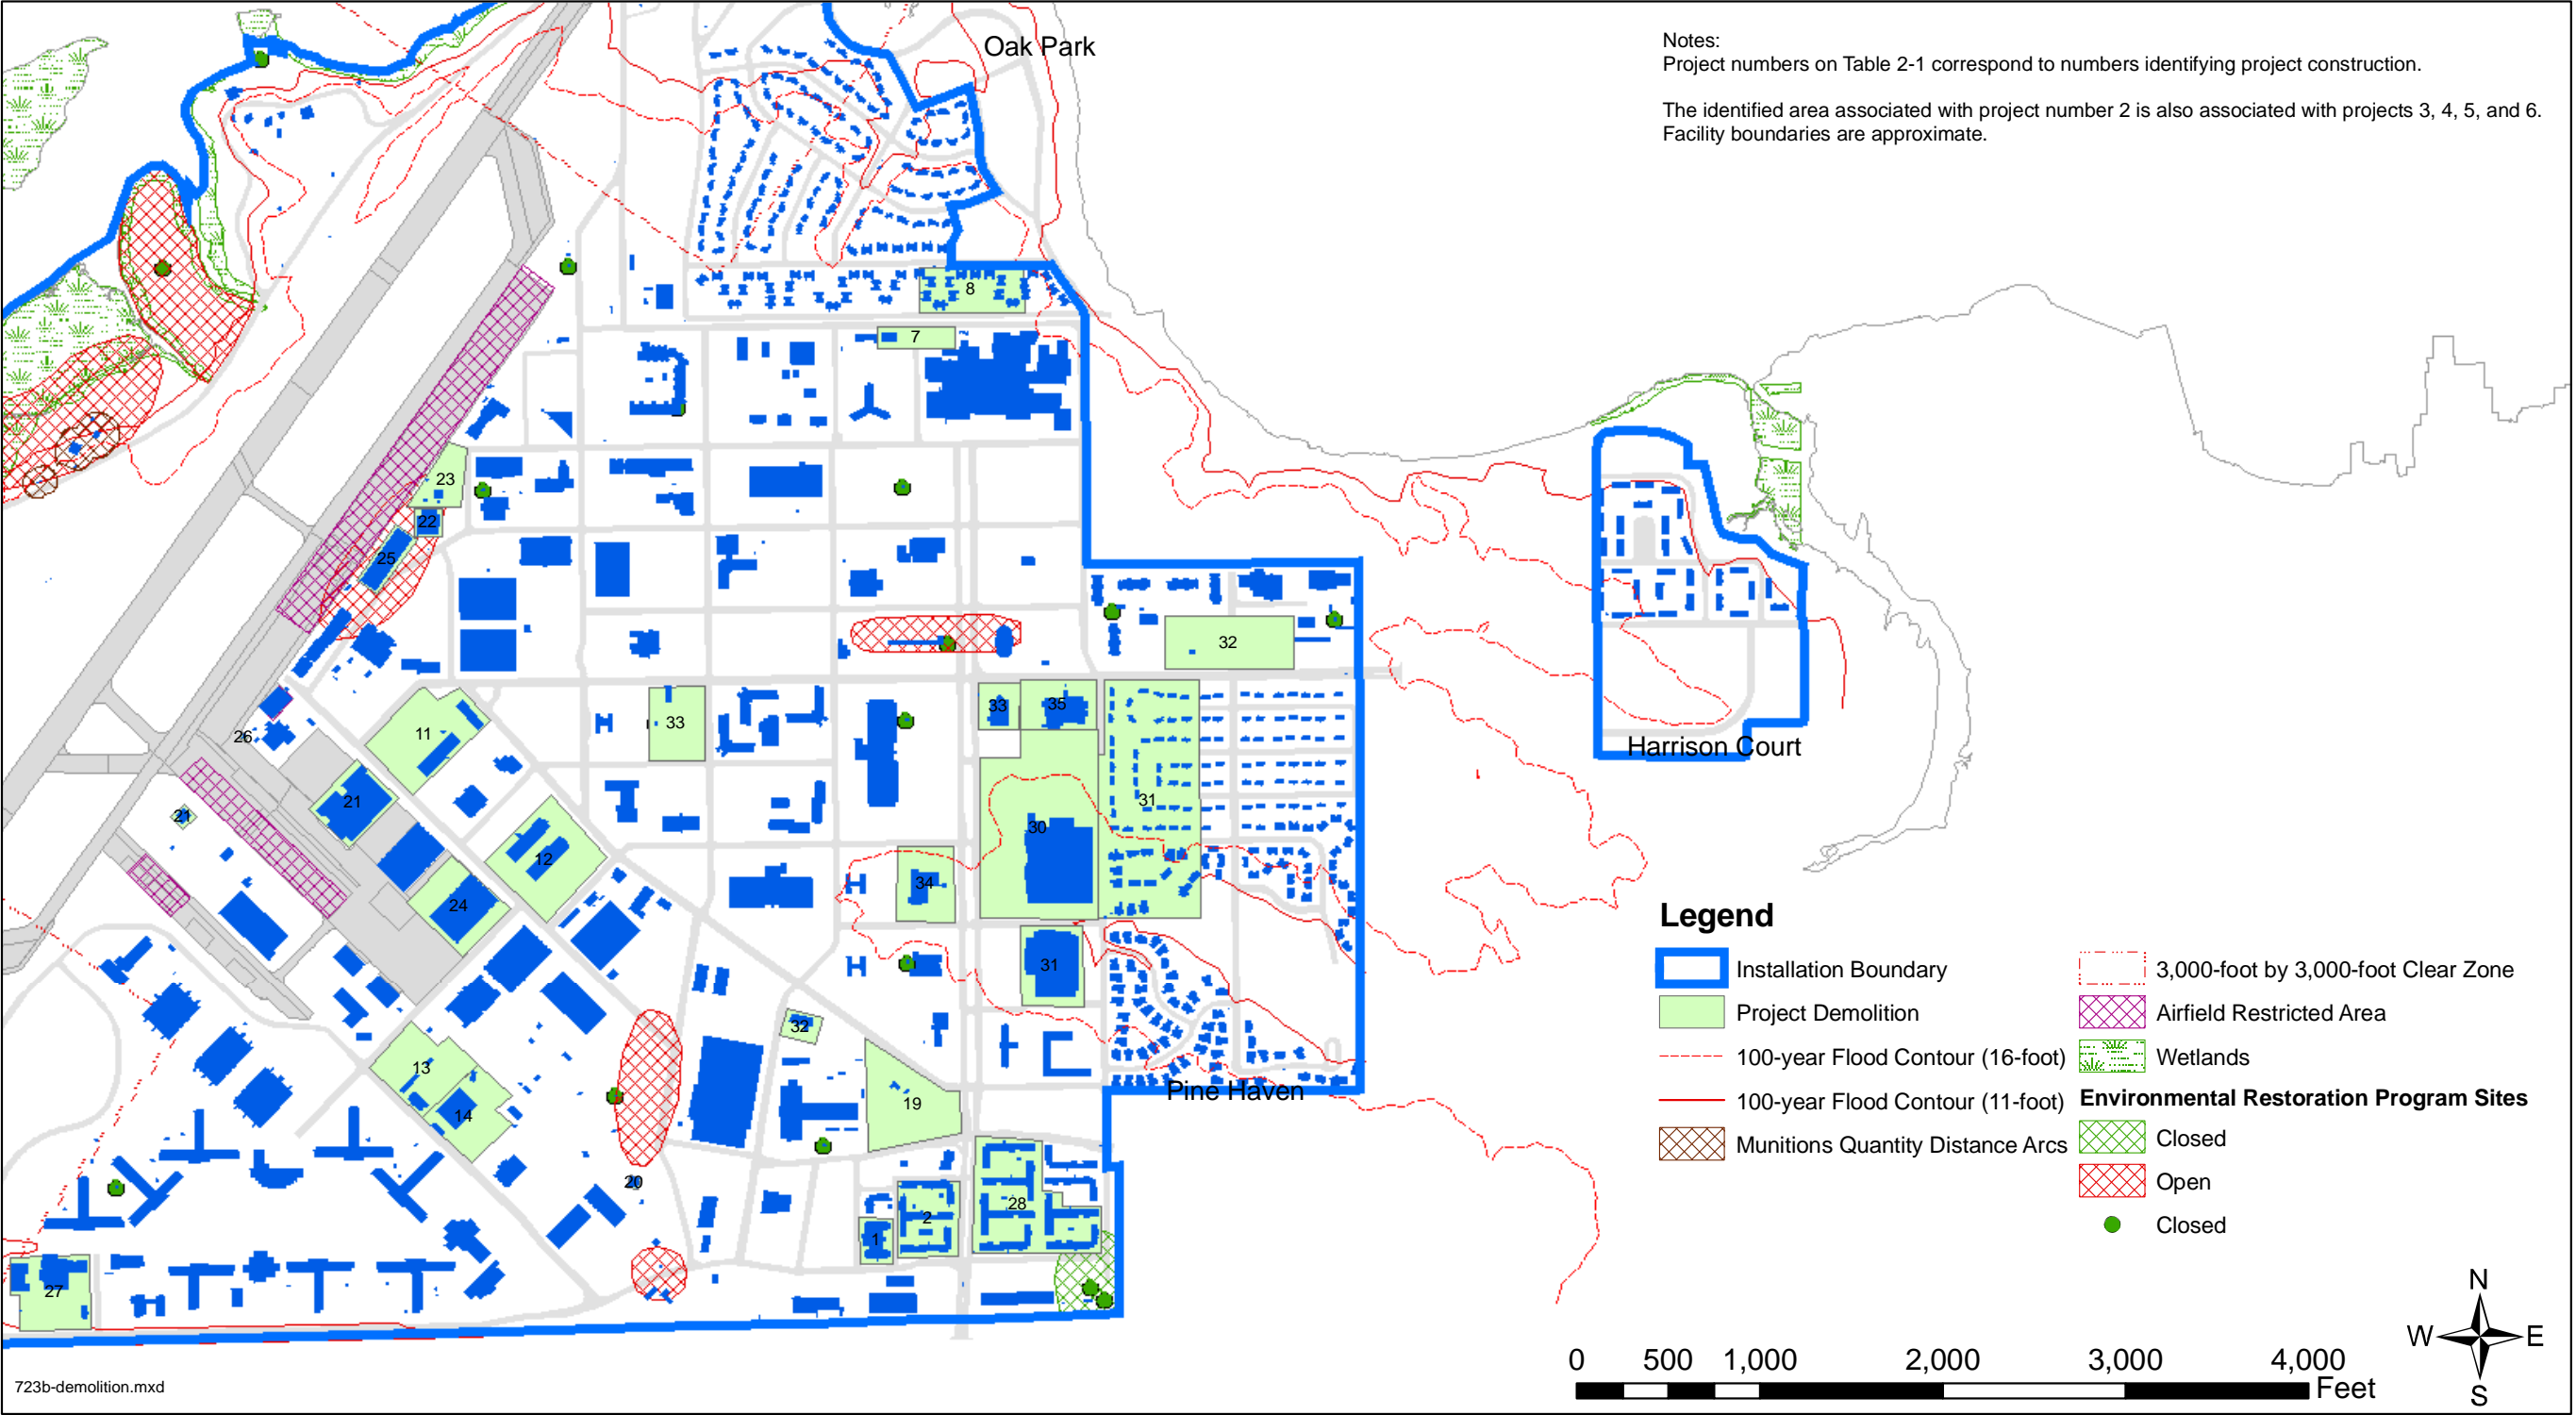 Oak Park
Notes:
Project numbers on Table 2-1 correspond to numbers identifying project construction.
The identified area associated with project number 2 is also associated with projects 3, 4, 5, and 6.
Facility boundaries are approximate.
8
7
23
22
25
32
33
33
35
11
26
21
21
31
30
12
34
24
31
32
13
14
19
20
28
2
1
27
Harrison Court
Pine Haven
Legend
Installation Boundary
Project Demolition
100-year Flood Contour (16-foot)
100-year Flood Contour (11-foot)
Munitions Quantity Distance Arcs
3,000-foot by 3,000-foot Clear Zone
Airfield Restricted Area
Wetlands
Environmental Restoration Program Sites
Closed
Open
Closed
N
W E
S
0 500 1,000 2,000 3,000 4,000
Feet
723b-demolition.mxd